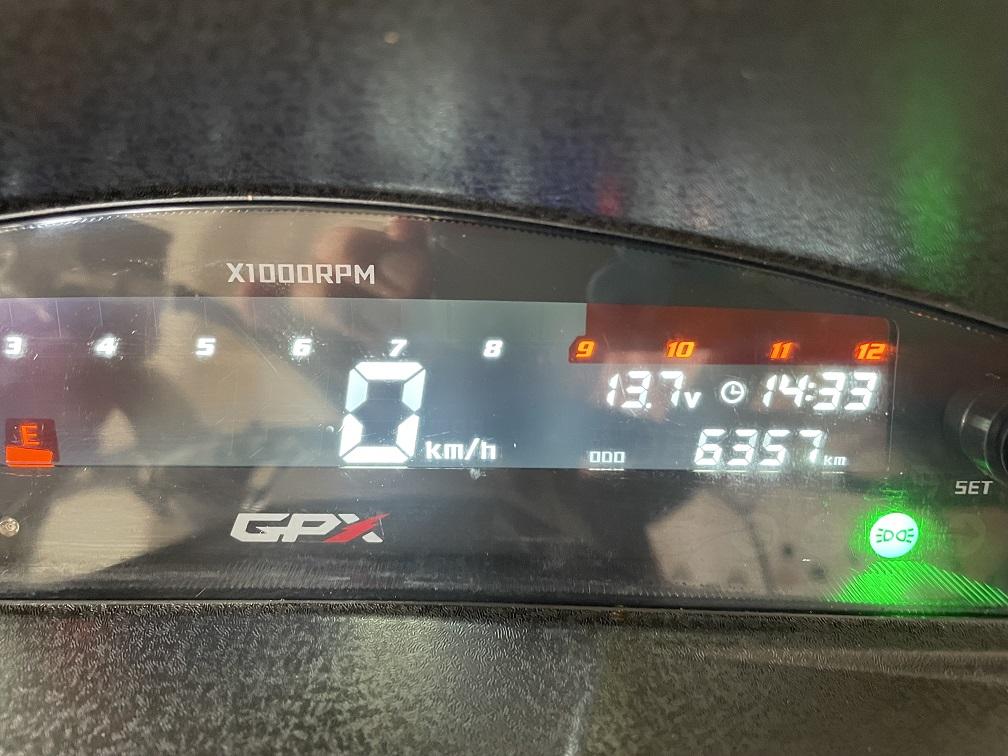 X1000RPM
3 4 5 6 7 8 9 10 11 12
13.7v 14:33
E 0 km/h ODO 6357 km
SET
GPX